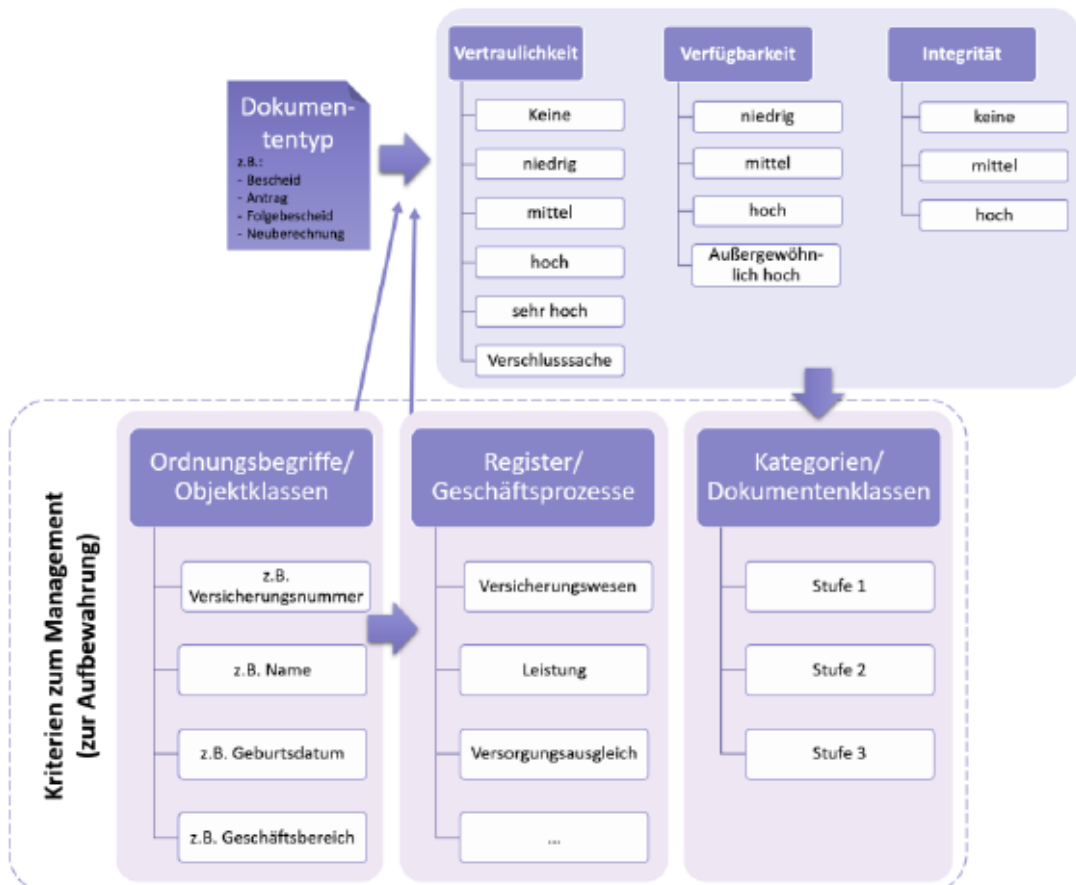 Vertraulichkeit
Keine
niedrig
mittel
hoch
sehr hoch
Verschlusssache
Verfügbarkeit
niedrig
mittel
hoch
Außergewöhn-
lich hoch
Integrität
keine
mittel
hoch
Dokumen-
tentyp
z.B.:
- Bescheid
- Antrag
- Folgebescheid
- Neuberechnung
Kriterien zum Management
(zur Aufbewahrung)
Ordnungsbegriffe/
Objektklassen
z.B.
Versicherungsnummer
z.B. Name
z.B. Geburtsdatum
z.B. Geschäftsbereich
Register/
Geschäftsprozesse
Versicherungswesen
Leistung
Versorgungsausgleich
...
Kategorien/
Dokumentenklassen
Stufe 1
Stufe 2
Stufe 3